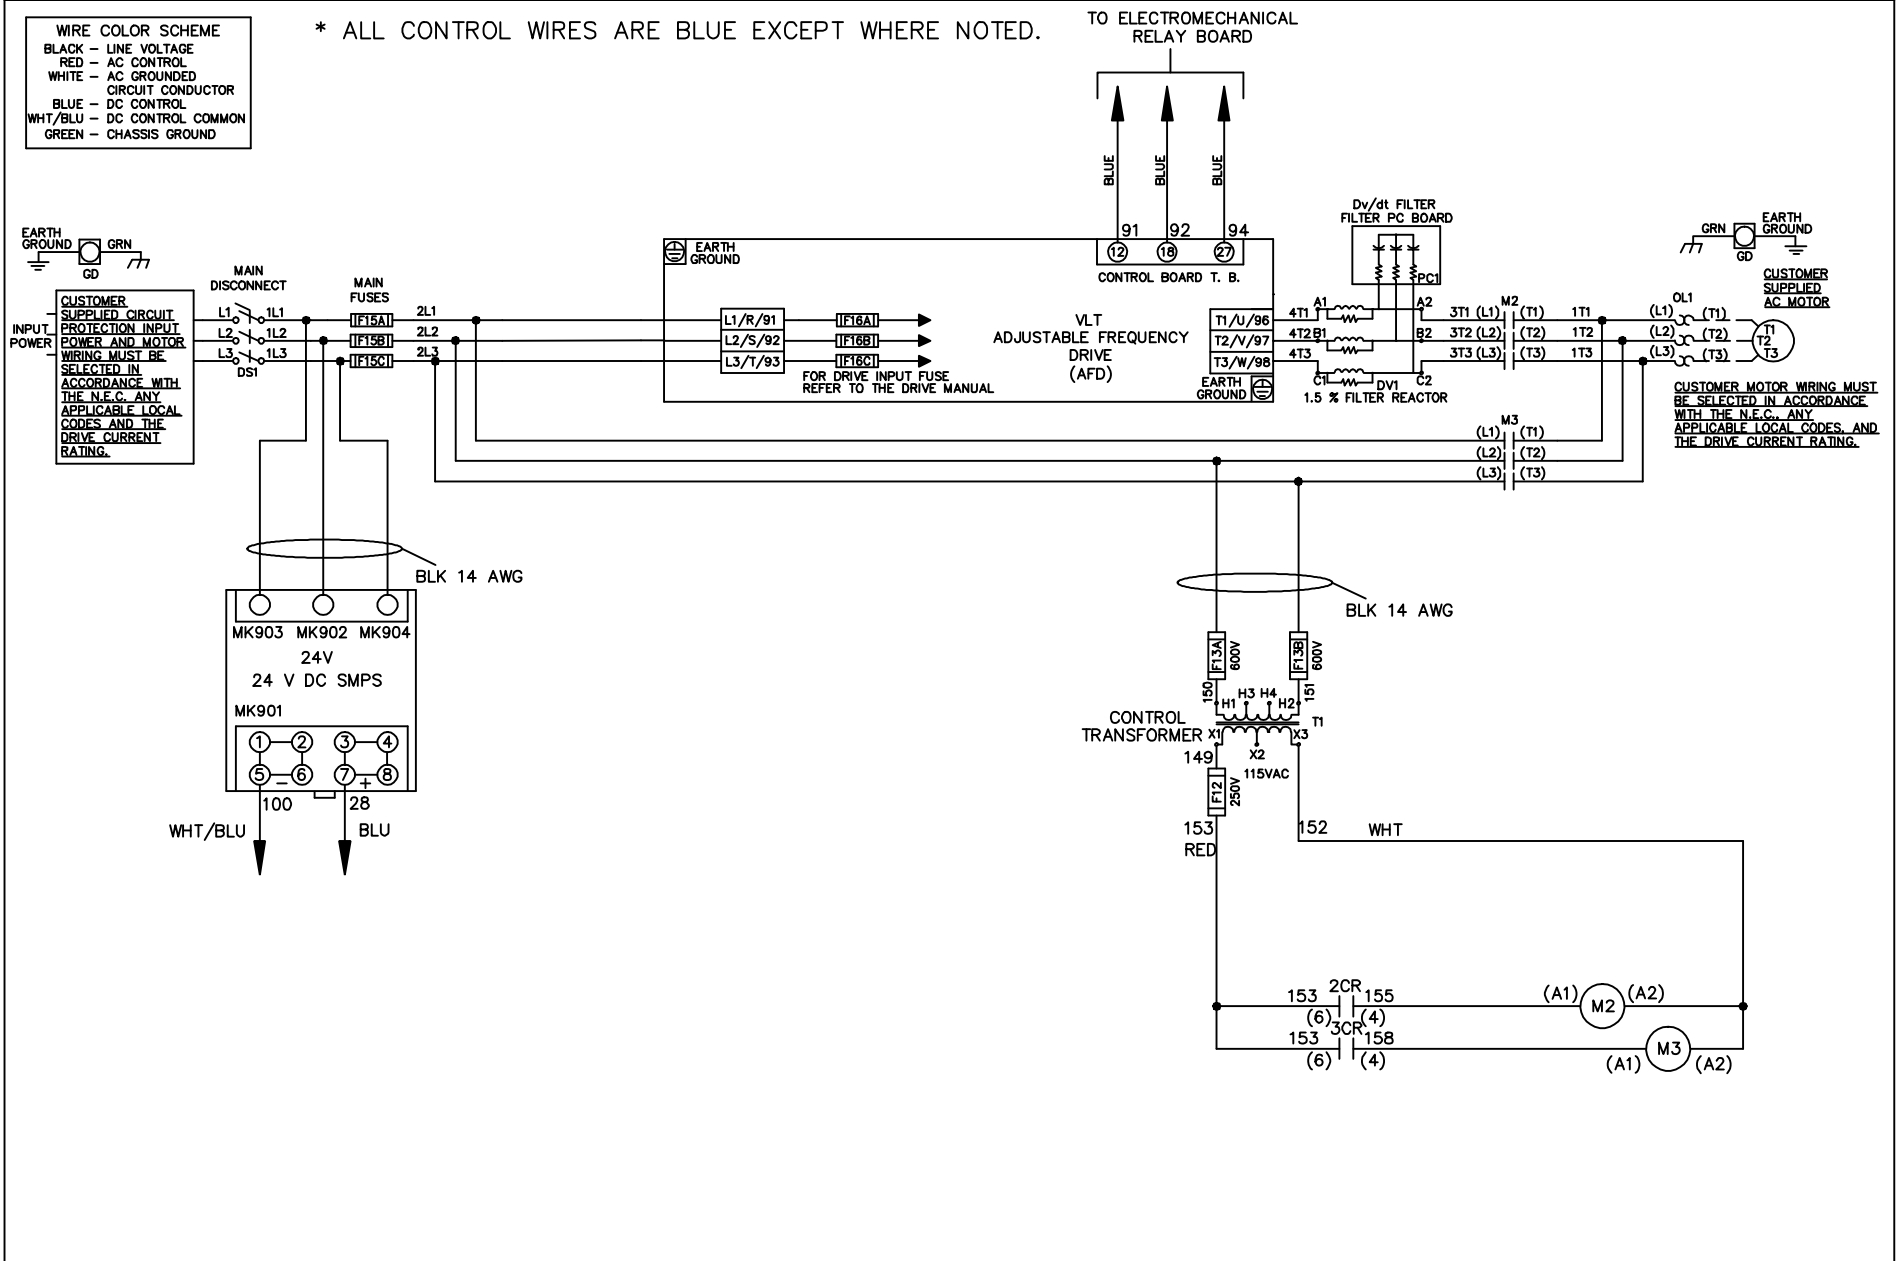 WIRE COLOR SCHEME
BLACK – LINE VOLTAGE
RED – AC CONTROL
WHITE – AC GROUNDED
CIRCUIT CONDUCTOR
BLUE – DC CONTROL
WHT/BLU – DC CONTROL COMMON
GREEN – CHASSIS GROUND
* ALL CONTROL WIRES ARE BLUE EXCEPT WHERE NOTED.
TO ELECTROMECHANICAL
RELAY BOARD
BLUE
BLUE
BLUE
91 92 94
12 18 27
CONTROL BOARD T. B.
EARTH
GROUND
GRN
GD
INPUT
POWER
CUSTOMER
SUPPLIED CIRCUIT
PROTECTION INPUT
POWER AND MOTOR
WIRING MUST BE
SELECTED IN
ACCORDANCE WITH
THE N.E.C. ANY
APPLICABLE LOCAL
CODES AND THE
DRIVE CURRENT
RATING.
MAIN
DISCONNECT
L1 1L1
L2 1L2
L3 1L3
DS1
MAIN
FUSES
F15A 2L1
F15B 2L2
F15C 2L3
EARTH
GROUND
L1/R/91 F16A
L2/S/92 F16B
L3/T/93 F16C
FOR DRIVE INPUT FUSE
REFER TO THE DRIVE MANUAL
VLT
ADJUSTABLE FREQUENCY
DRIVE
(AFD)
T1/U/96
T2/V/97
T3/W/98
EARTH
GROUND
4T1 A1 A2
4T2 B1 B2
4T3 C1 C2
DV1
1.5 % FILTER REACTOR
Dv/dt FILTER
FILTER PC BOARD
PC1
M2
3T1 (L1) (T1) 1T1
3T2 (L2) (T2) 1T2
3T3 (L3) (T3) 1T3
OL1
(L1) (T1)
(L2) (T2)
(L3) (T3)
T1
T2
T3
GRN
EARTH
GROUND
GD
CUSTOMER
SUPPLIED
AC MOTOR
CUSTOMER MOTOR WIRING MUST
BE SELECTED IN ACCORDANCE
WITH THE N.E.C., ANY
APPLICABLE LOCAL CODES, AND
THE DRIVE CURRENT RATING.
M3
(L1) (T1)
(L2) (T2)
(L3) (T3)
BLK 14 AWG
MK903 MK902 MK904
24V
24 V DC SMPS
MK901
1 2 3 4
5 – 6 7 + 8
100 28
WHT/BLU BLU
BLK 14 AWG
F13A 600V
F13B 600V
150 151
H1 H3 H4 H2
T1
CONTROL
TRANSFORMER
X1 X2 X3
149
115VAC
F12 250V
153
RED
152 WHT
153 2CR 155
(6) (4)
(A1) M2 (A2)
153 3CR 158
(6) (4)
(A1) M3 (A2)